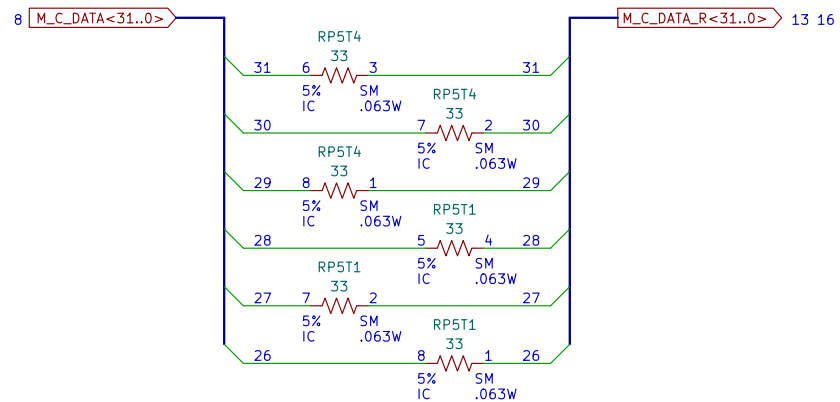 8 M_C_DATA<31..0> M_C_DATA_R<31..0> 13 16
RP5T4
33
31 6 3 31
5% SM
IC .063W
RP5T4
33
30 7 2 30
5% SM
IC .063W
RP5T4
33
29 8 1 29
5% SM
IC .063W
RP5T1
33
28 5 4 28
5% SM
IC .063W
RP5T1
33
27 7 2 27
5% SM
IC .063W
RP5T1
33
26 8 1 26
5% SM
IC .063W